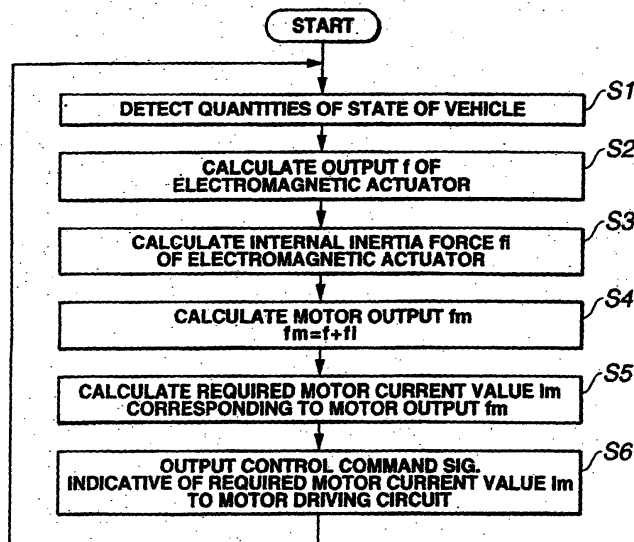 START
S1
DETECT QUANTITIES OF STATE OF VEHICLE
S2
CALCULATE OUTPUT f OF
ELECTROMAGNETIC ACTUATOR
S3
CALCULATE INTERNAL INERTIA FORCE fi
OF ELECTROMAGNETIC ACTUATOR
S4
CALCULATE MOTOR OUTPUT fm
fm=f+fi
S5
CALCULATE REQUIRED MOTOR CURRENT VALUE im
CORRESPONDING TO MOTOR OUTPUT fm
S6
OUTPUT CONTROL COMMAND SIG.
INDICATIVE OF REQUIRED MOTOR CURRENT VALUE im
TO MOTOR DRIVING CIRCUIT